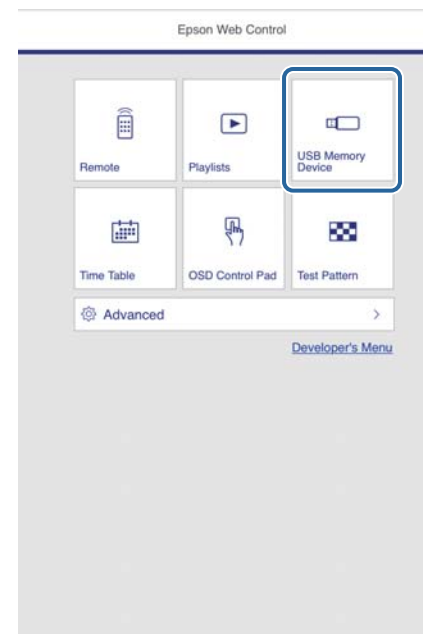 Epson Web Control
Remote
Playlists
USB Memory
Device
Time Table
OSD Control Pad
Test Pattern
Advanced
Developer's Menu